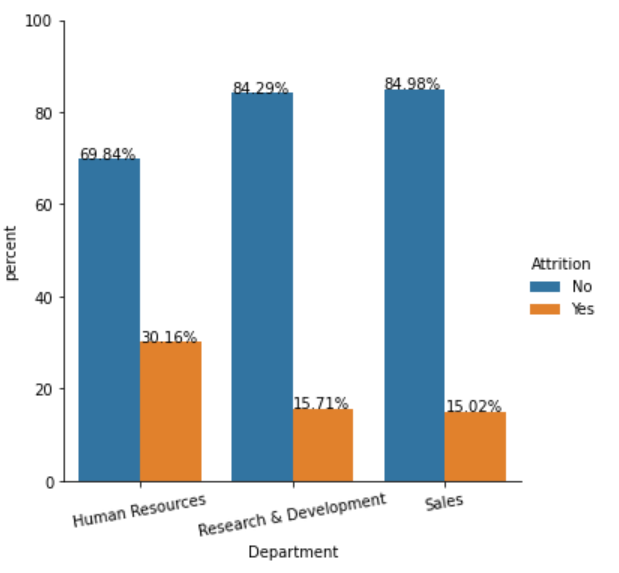 100
80
60
40
20
0
percent
69.84%
30.16%
84.29%
15.71%
84.98%
15.02%
Human Resources
Research & Development
Sales
Department
Attrition
No
Yes